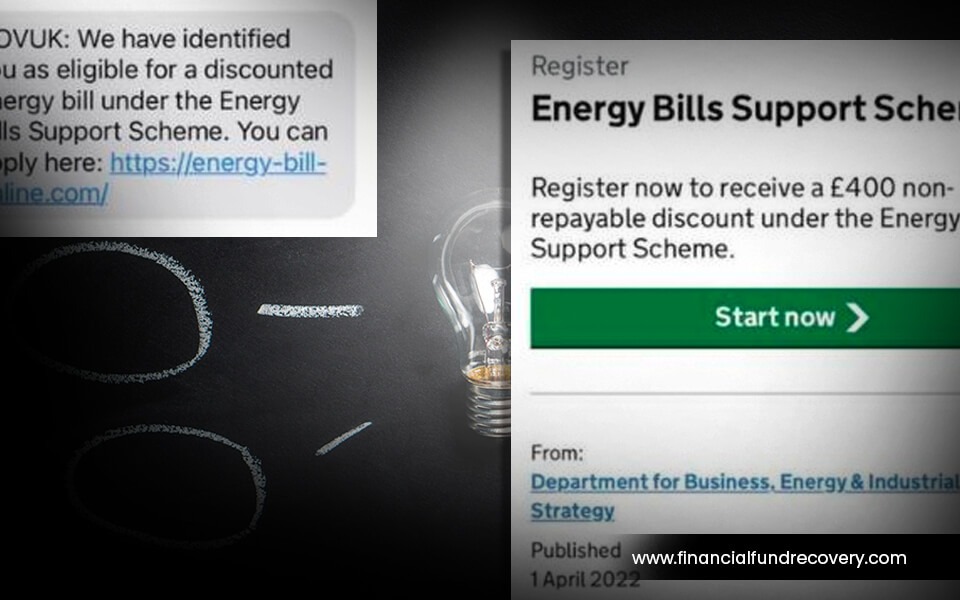 OVUK: We have identified
u as eligible for a discounted
nergy bill under the Energy
lls Support Scheme. You can
pply here: https://energy-bill-
nline.com/
Register
Energy Bills Support Schem
Register now to receive a £400 non-
repayable discount under the Energy
Support Scheme.
Start now
From:
Department for Business, Energy & Industrial
Strategy
Published
1 April 2022
www.financialfundrecovery.com